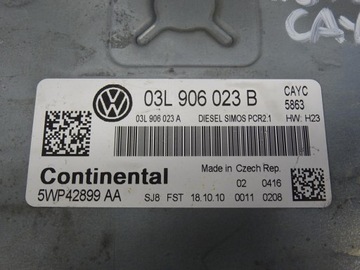 CAYC
03L 906 023 B CAYC
5863
03L 906 023 A DIESEL SIMOS PCR2.1 HW: H23
Made in Czech Rep.
Continental 02 0416
5WP42899 AA SJ8 FST 18.10.10 0011 0208